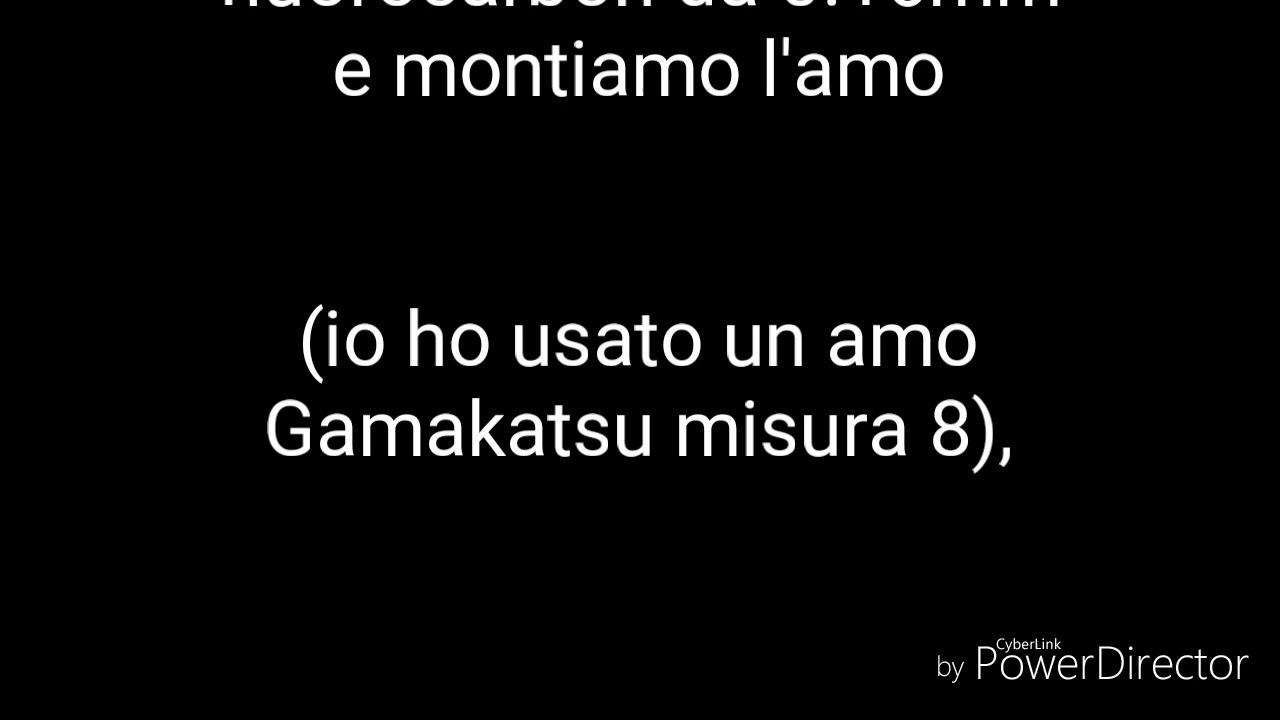 e montiamo l'amo
(io ho usato un amo
Gamakatsu misura 8),
CyberLink
by PowerDirector